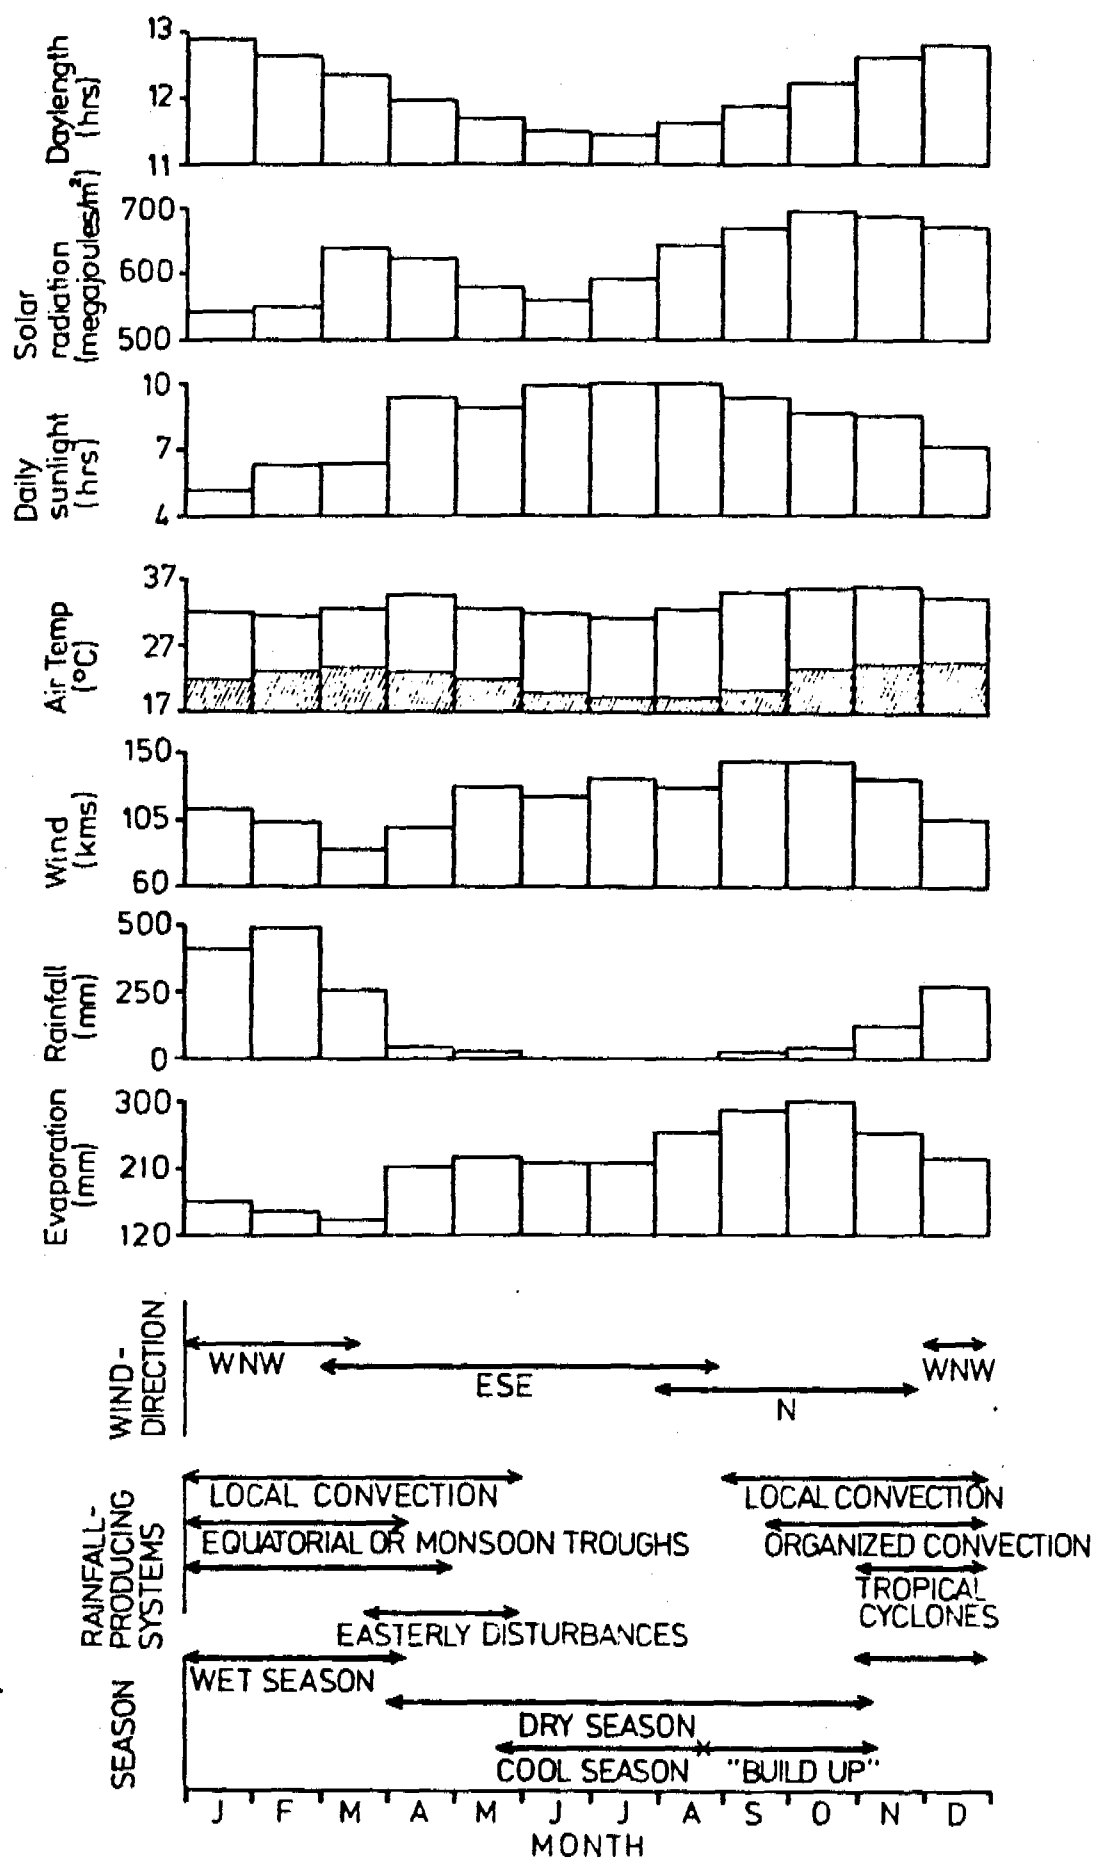 13
12
11
Daylength
(hrs)
700
600
500
Solar
radiation
(megajoules/m²)
10
7
4
Daily
sunlight
(hrs)
37
27
17
Air Temp
(°C)
150
105
60
Wind
(kms)
500
250
0
Rainfall
(mm)
300
210
120
Evaporation
(mm)
WIND-
DIRECTION
WNW
WNW
ESE
N
RAINFALL-
PRODUCING
SYSTEMS
LOCAL CONVECTION
LOCAL CONVECTION
EQUATORIAL OR MONSOON TROUGHS
ORGANIZED CONVECTION
TROPICAL
CYCLONES
EASTERLY DISTURBANCES
SEASON
WET SEASON
DRY SEASON
COOL SEASON
"BUILD UP"
J F M A M J J A S O N D
MONTH